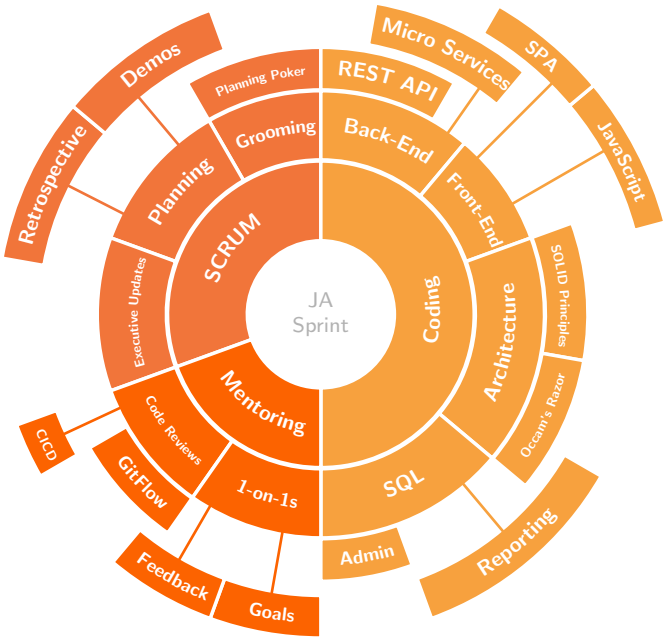 JA
Sprint
Coding
Back-End
REST API
Micro Services
Front-End
SPA
JavaScript
Architecture
SOLID Principles
Occam's Razor
SQL
Reporting
Admin
Mentoring
1-on-1s
Goals
Feedback
Code Reviews
GitFlow
CICD
SCRUM
Executive Updates
Planning
Retrospective
Demos
Grooming
Planning Poker